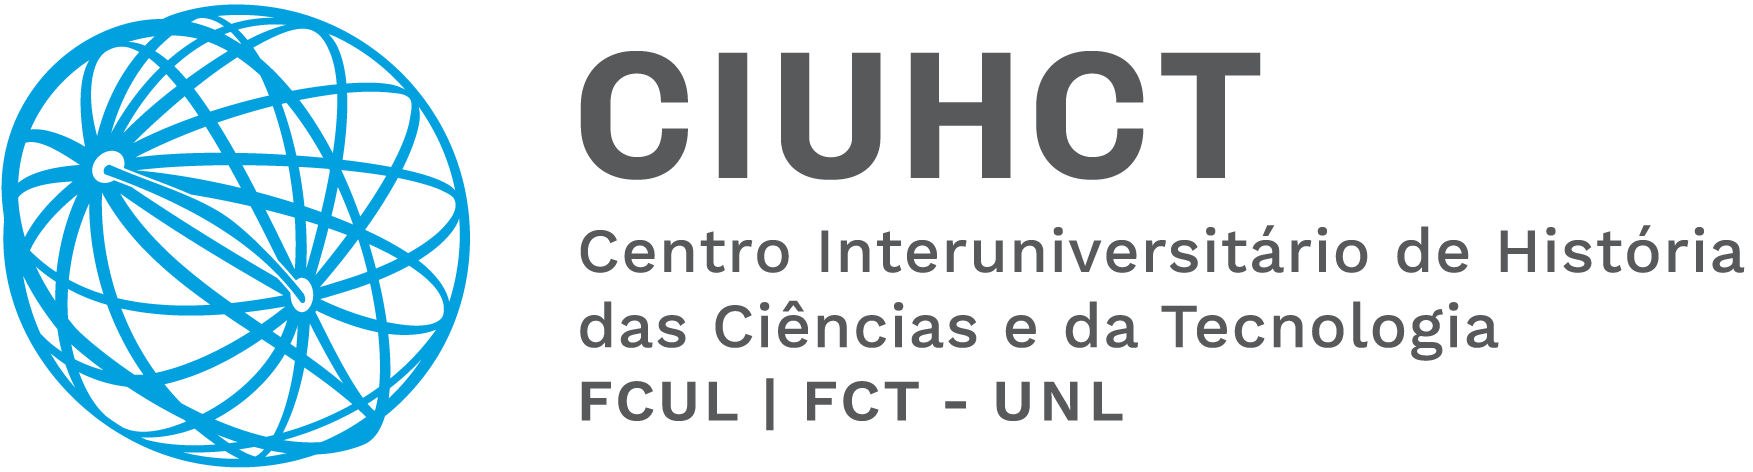 CIUHCT
Centro Interuniversitário de História
das Ciências e da Tecnologia
FCUL | FCT - UNL